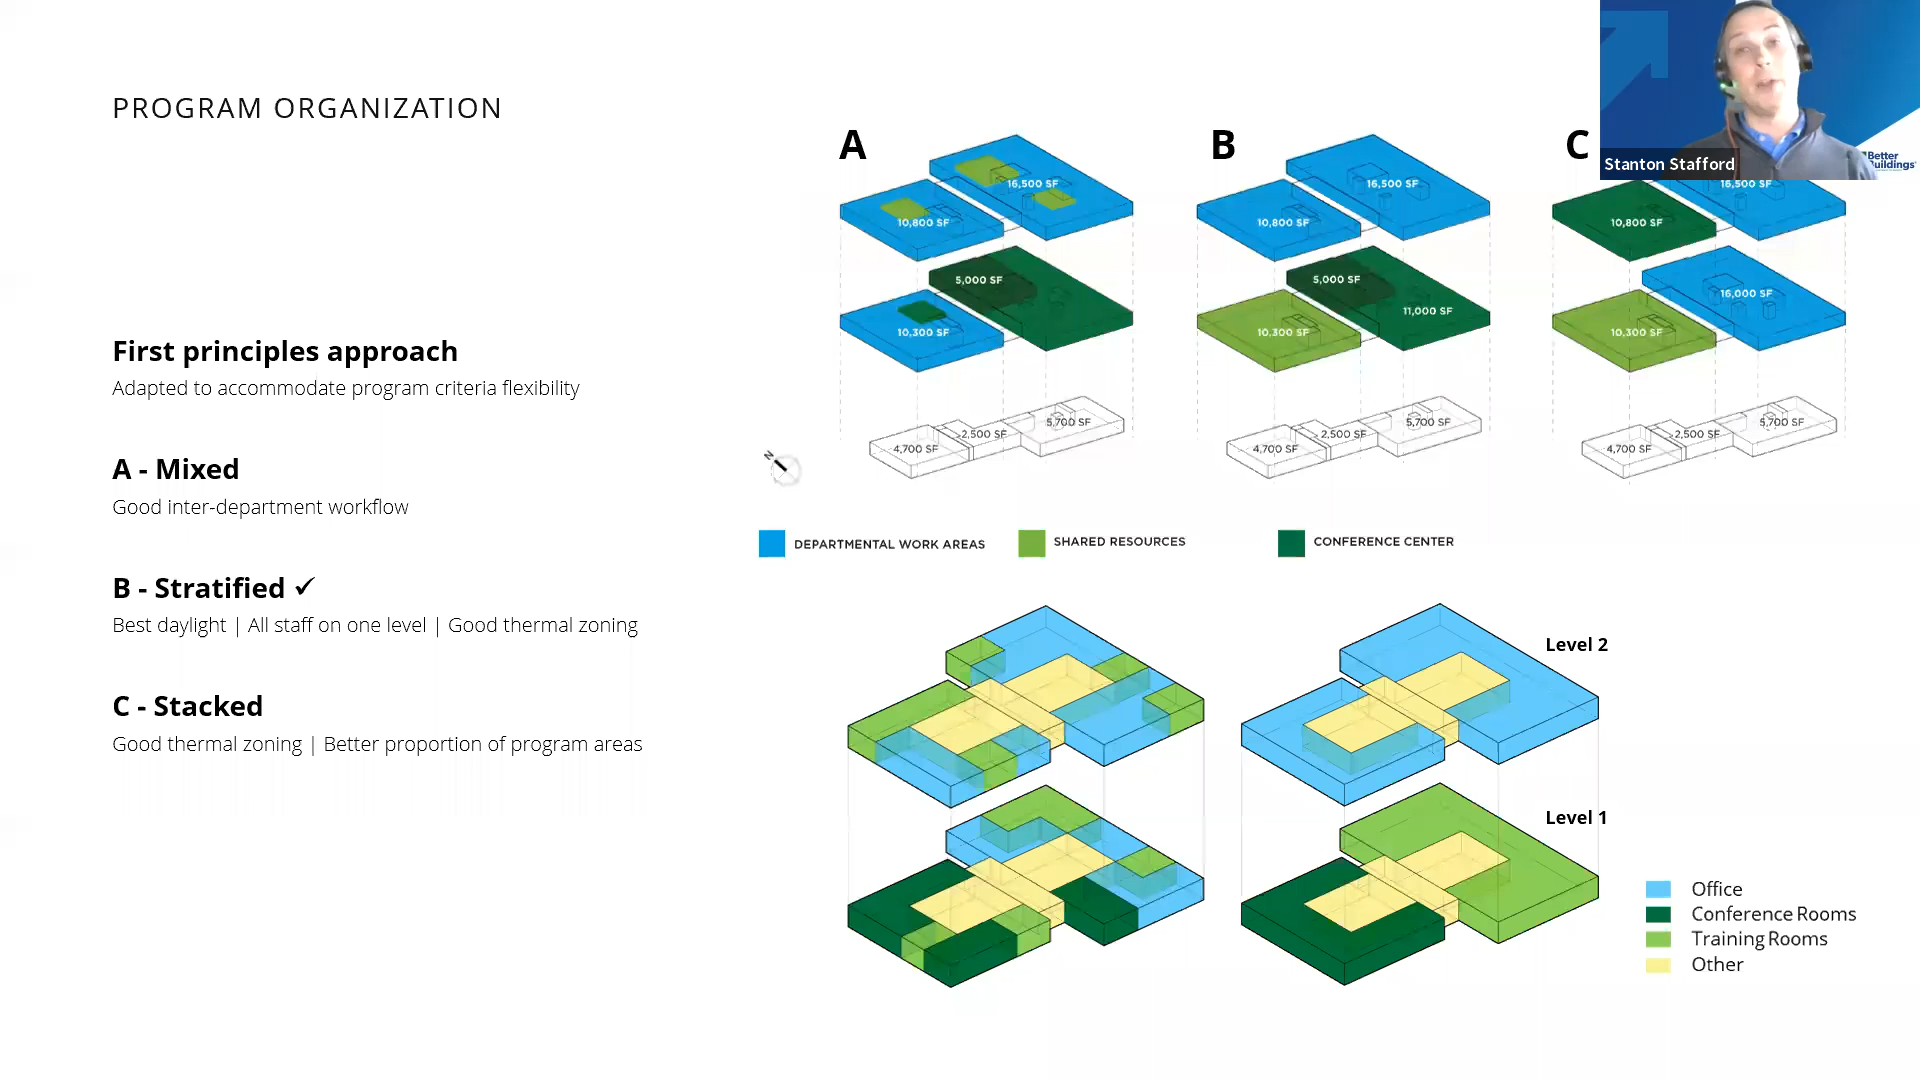 PROGRAM ORGANIZATION
First principles approach
Adapted to accommodate program criteria flexibility
A - Mixed
Good inter-department workflow
B - Stratified ✓
Best daylight | All staff on one level | Good thermal zoning
C - Stacked
Good thermal zoning | Better proportion of program areas
A
16,500 SF
10,800 SF
5,000 SF
10,300 SF
5,700 SF
2,500 SF
4,700 SF
N
B
16,500 SF
10,800 SF
5,000 SF
11,000 SF
10,300 SF
5,700 SF
2,500 SF
4,700 SF
C
16,500 SF
10,800 SF
16,000 SF
10,300 SF
5,700 SF
2,500 SF
4,700 SF
Stanton Stafford
Better
Buildings
DEPARTMENTAL WORK AREAS
SHARED RESOURCES
CONFERENCE CENTER
Level 2
Level 1
Office
Conference Rooms
Training Rooms
Other